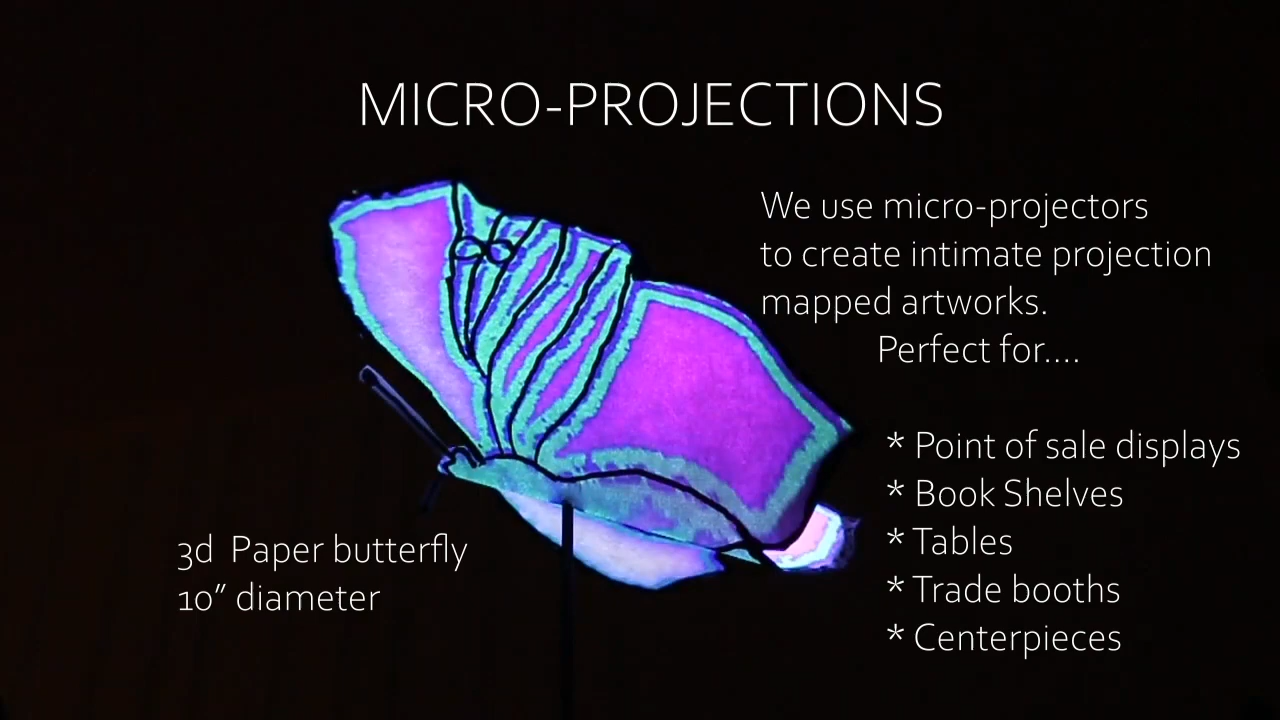 MICRO-PROJECTIONS
We use micro-projectors
to create intimate projection
mapped artworks.
Perfect for....
* Point of sale displays
* Book Shelves
* Tables
* Trade booths
* Centerpieces
3d Paper butterfly
10" diameter